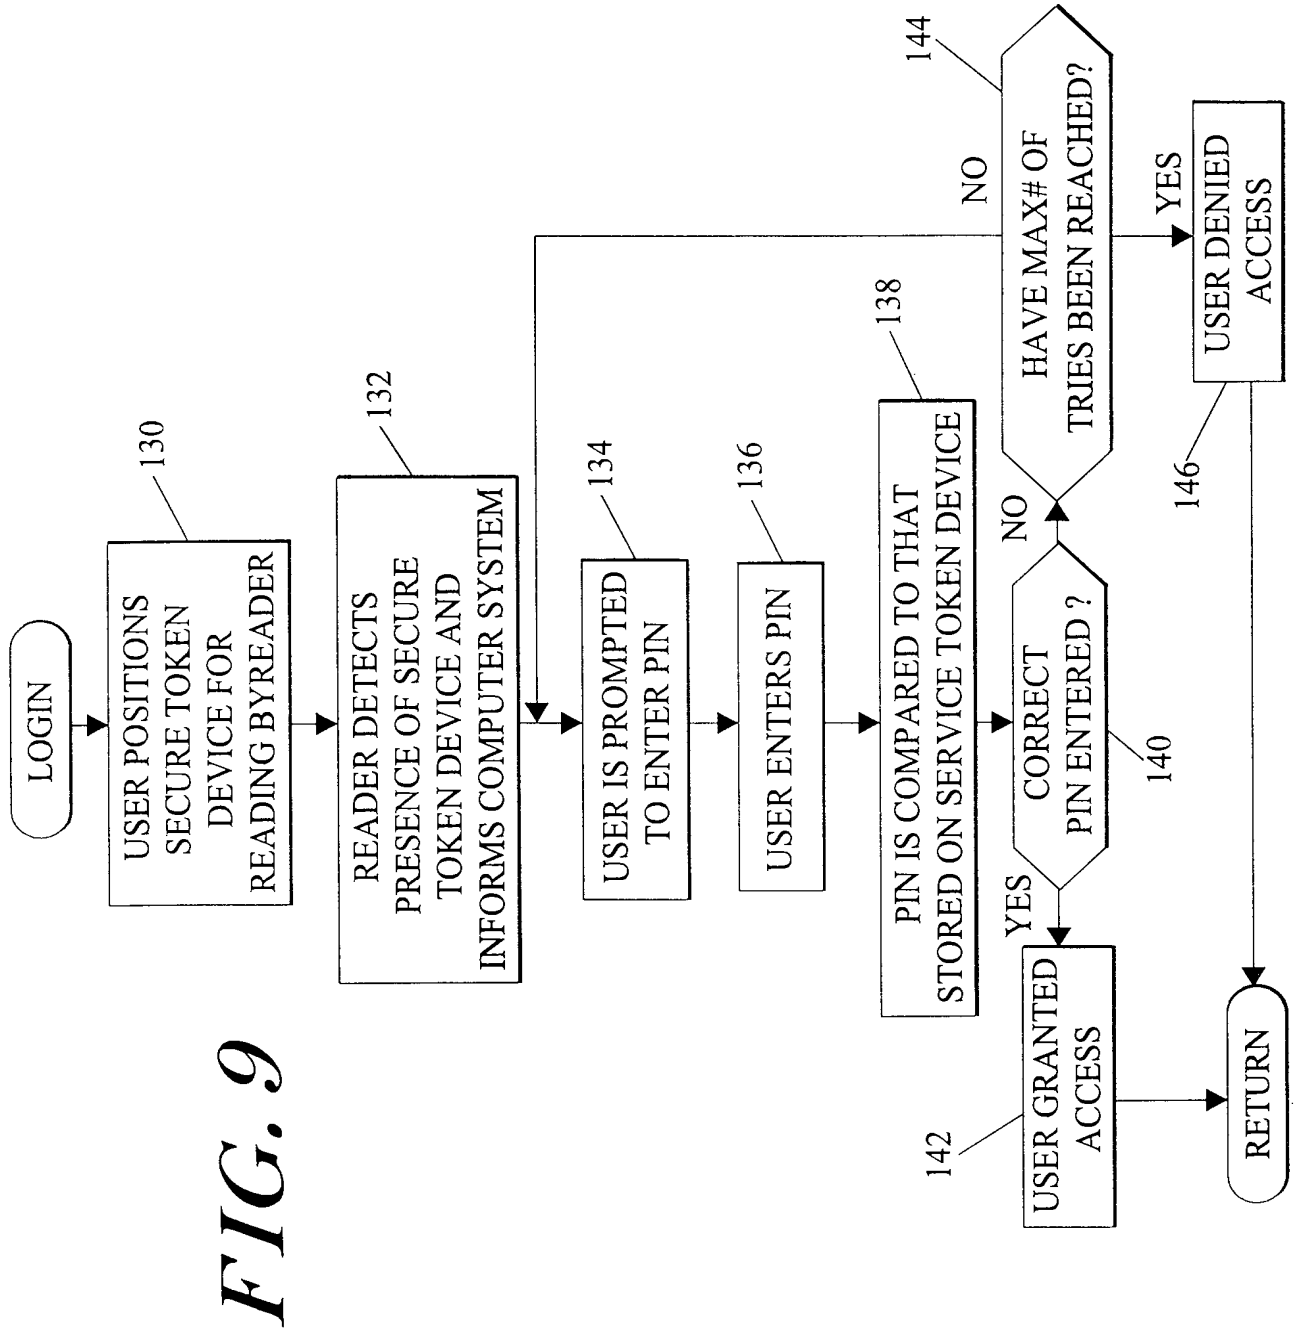 LOGIN
USER POSITIONS
SECURE TOKEN
DEVICE FOR
READING BYREADER
130
READER DETECTS
PRESENCE OF SECURE
TOKEN DEVICE AND
INFORMS COMPUTER SYSTEM
132
USER IS PROMPTED
TO ENTER PIN
134
USER ENTERS PIN
136
PIN IS COMPARED TO THAT
STORED ON SERVICE TOKEN DEVICE
138
CORRECT
PIN ENTERED ?
140
YES
NO
USER GRANTED
ACCESS
142
HAVE MAX# OF
TRIES BEEN REACHED?
144
NO
YES
USER DENIED
ACCESS
146
RETURN
FIG. 9